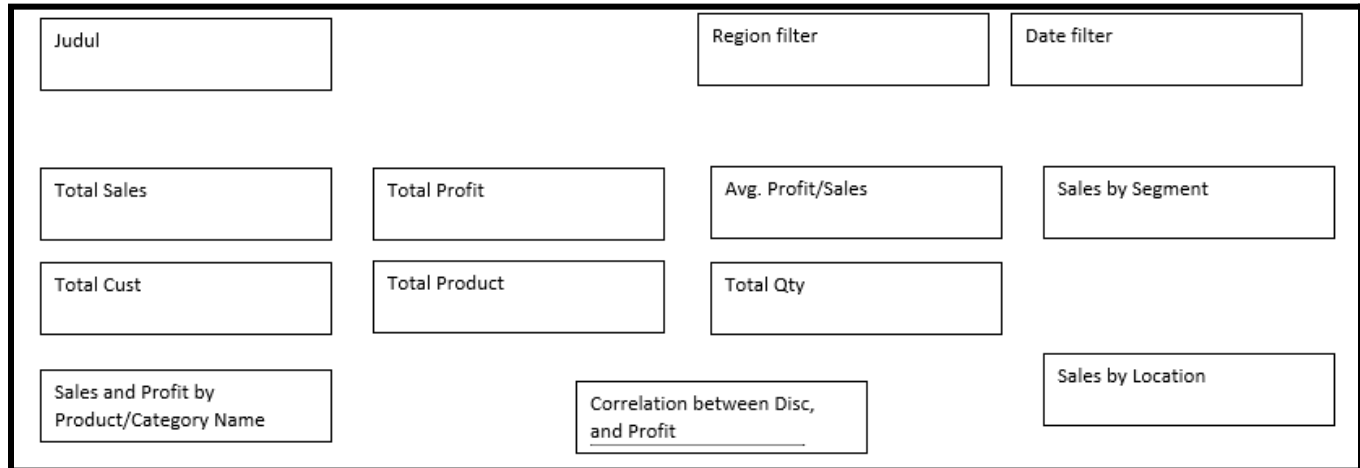 Judul
Region filter
Date filter
Total Sales
Total Profit
Avg. Profit/Sales
Sales by Segment
Total Cust
Total Product
Total Qty
Sales and Profit by
Product/Category Name
Correlation between Disc,
and Profit
Sales by Location